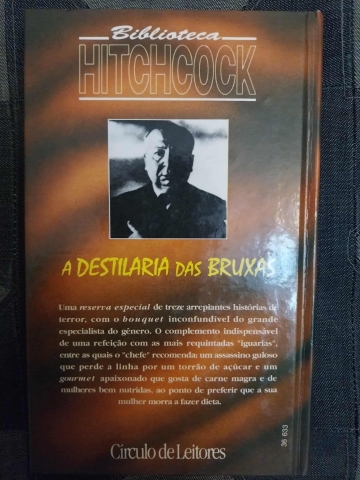 Biblioteca
HITCHCOCK
A DESTILARIA DAS BRUXAS
Uma reserva especial de treze arrepiantes histórias de
terror, com o bouquet inconfundível do grande
especialista do género. O complemento indispensável
de uma refeição com as mais requintadas "iguarias",
entre as quais o "chefe" recomenda: um assassino guloso
que perde a linha por um torrão de açúcar e um
gourmet apaixonado que gosta de carne magra e de
mulheres bem nutridas, ao ponto de preferir que a sua
mulher morra a fazer dieta.
36 633
Círculo de Leitores